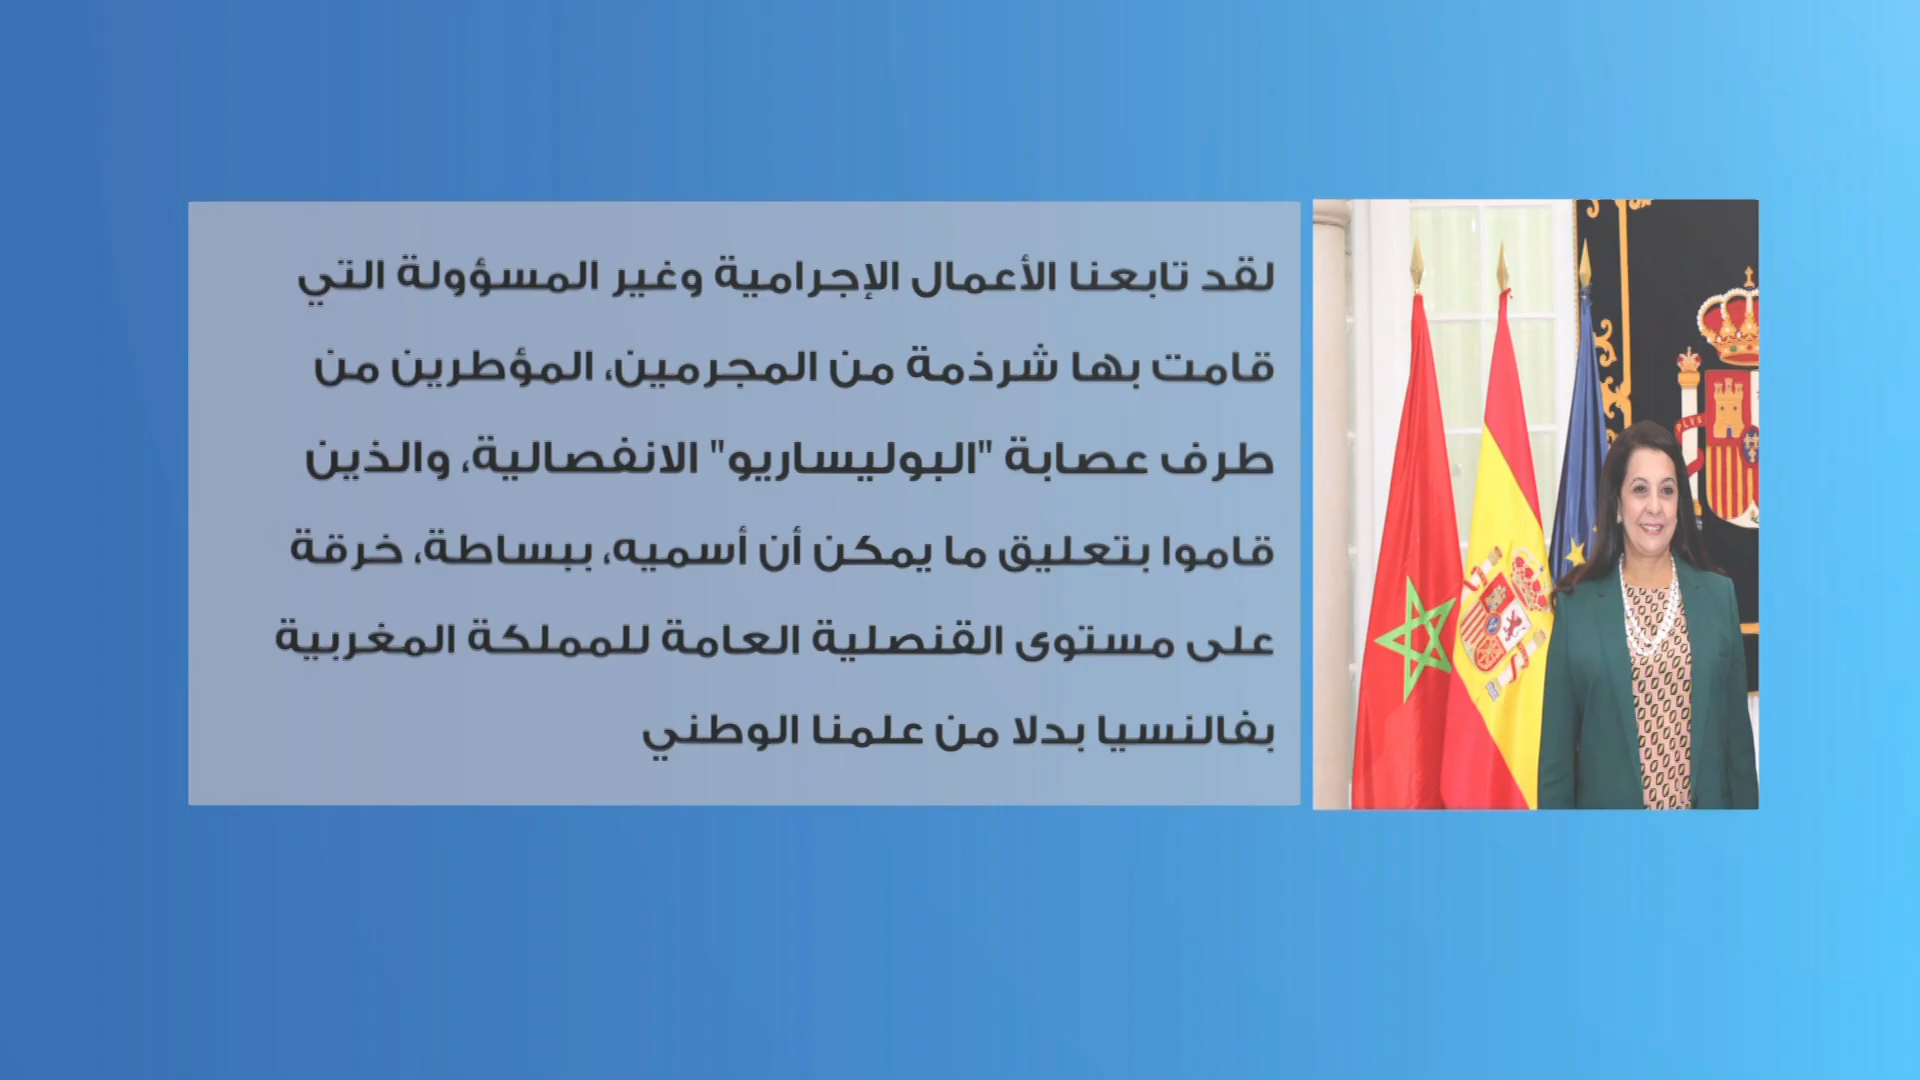 لقد تابعنا الأعمال الإجرامية وغير المسؤولة التي
قامت بها شرذمة من المجرمين، المؤطرين من
طرف عصابة "البوليساريو" الانفصالية، والذين
قاموا بتعليق ما يمكن أن أسميه، ببساطة، خرقة
على مستوى القنصلية العامة للمملكة المغربية
بفالنسيا بدلا من علمنا الوطني